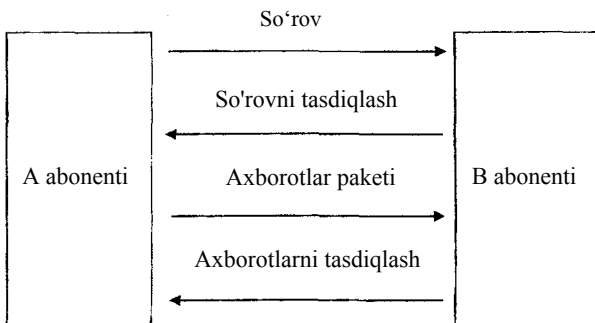 So‘rov
So'rovni tasdiqlash
A abonenti
Axborotlar paketi
B abonenti
Axborotlarni tasdiqlash